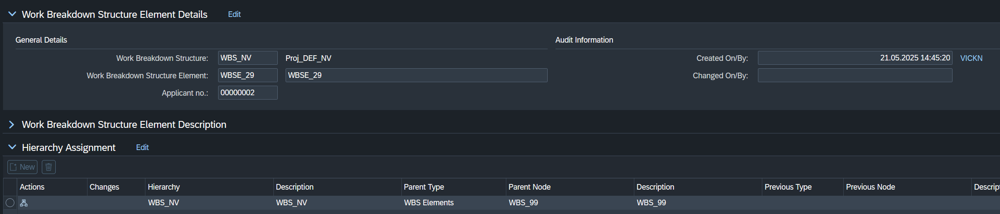 Work Breakdown Structure Element Details Edit
General Details
Audit Information
Work Breakdown Structure: WBS_NV Proj_DEF_NV
Created On/By: 21.05.2025 14:45:20 VICKN
Work Breakdown Structure Element: WBSE_29 WBSE_29
Changed On/By:
Applicant no.: 00000002
Work Breakdown Structure Element Description
Hierarchy Assignment Edit
New
Actions Changes Hierarchy Description Parent Type Parent Node Description Previous Type Previous Node Descrip
WBS_NV WBS_NV WBS Elements WBS_99 WBS_99